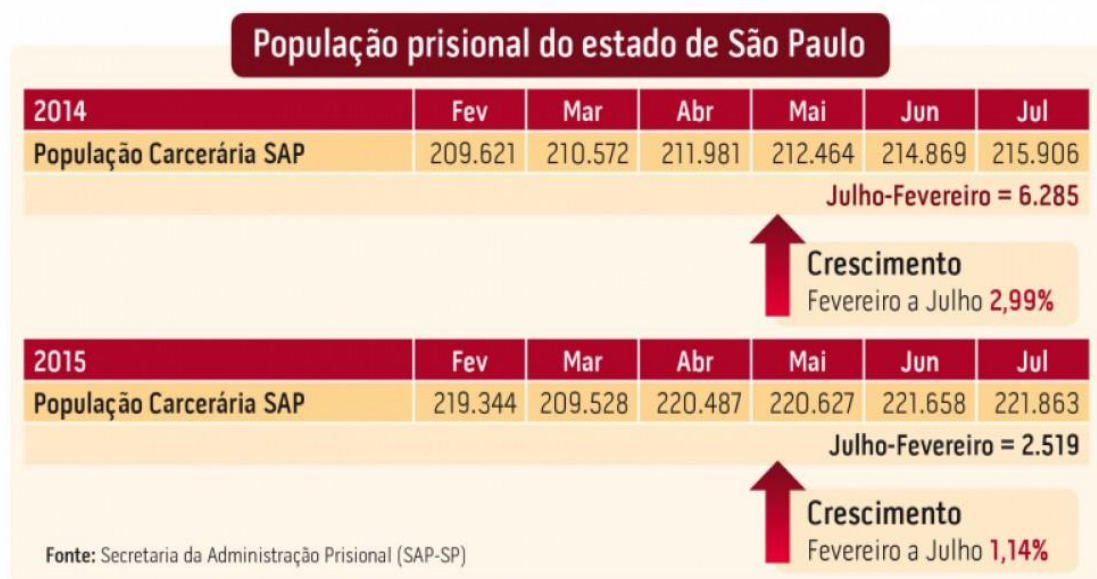 População prisional do estado de São Paulo
2014 Fev Mar Abr Mai Jun Jul
População Carcerária SAP 209.621 210.572 211.981 212.464 214.869 215.906
Julho-Fevereiro = 6.285
Crescimento
Fevereiro a Julho 2,99%
2015 Fev Mar Abr Mai Jun Jul
População Carcerária SAP 219.344 209.528 220.487 220.627 221.658 221.863
Julho-Fevereiro = 2.519
Crescimento
Fevereiro a Julho 1,14%
Fonte: Secretaria da Administração Prisional (SAP-SP)